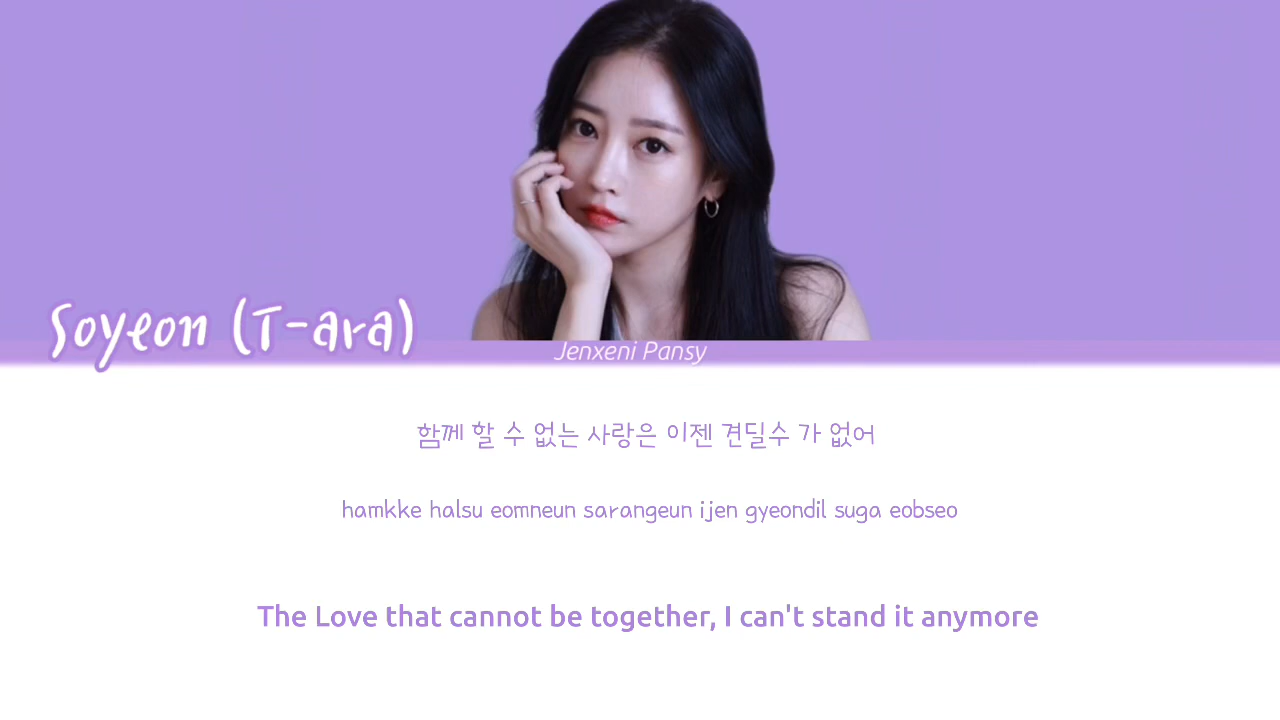 Soyeon (T-ara)
Jenxeni Pansy
함께 할 수 없는 사랑은 이젠 견딜수 가 없어
hamkke halsu eomneun sarangeun ijen gyeondil suga eobseo
The Love that cannot be together, I can't stand it anymore